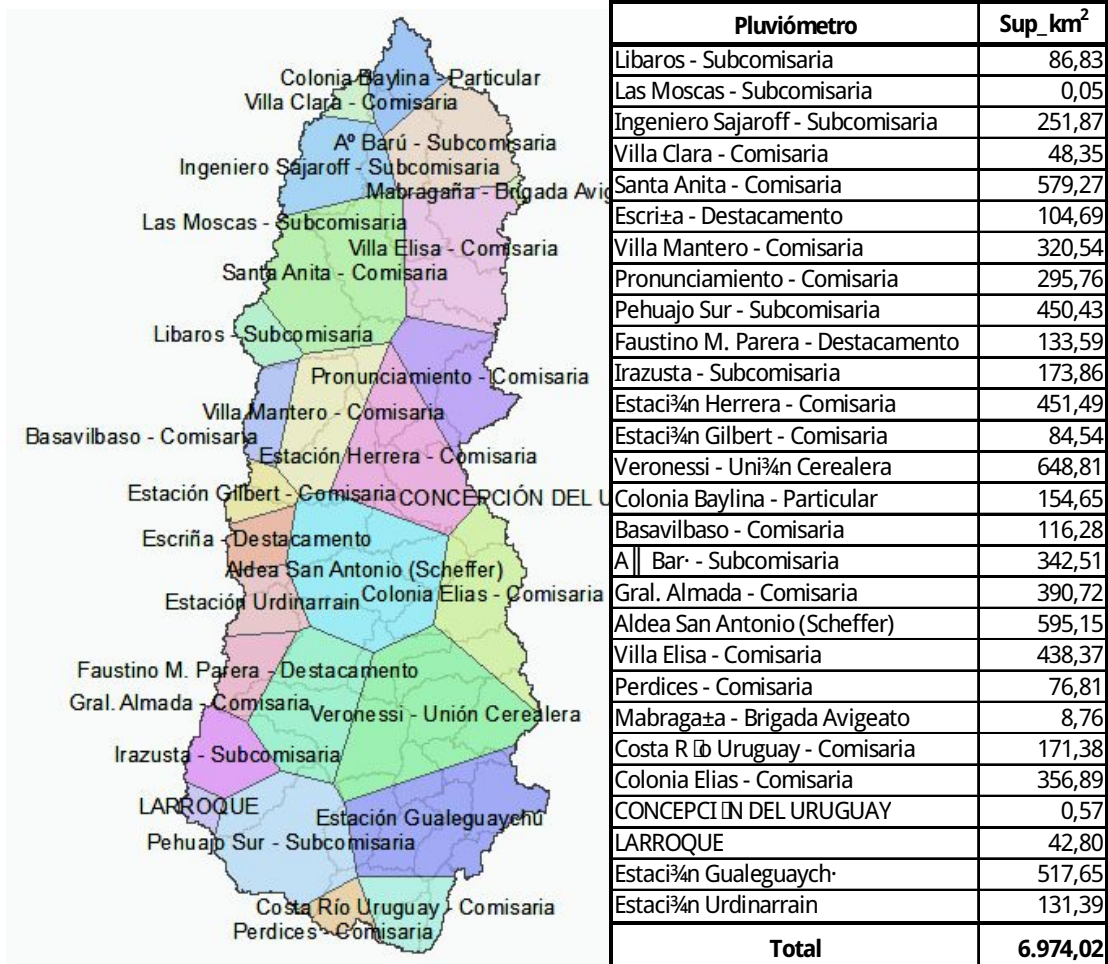 Colonia Baylina - Particular
Villa Clara - Comisaria
Aº Barú - Subcomisaria
Ingeniero Sajaroff - Subcomisaria
Mabragaña - Brigada Avig
Las Moscas - Subcomisaria
Villa Elisa - Comisaria
Santa Anita - Comisaria
Libaros - Subcomisaria
Pronunciamiento - Comisaria
Villa Mantero - Comisaria
Basavilbaso - Comisaria
Estación Herrera - Comisaria
Estación Gilbert - Comisaria
CONCEPCIÓN DEL U
Escriña - Destacamento
Aldea San Antonio (Scheffer)
Colonia Elias - Comisaria
Estación Urdinarrain
Faustino M. Parera - Destacamento
Gral. Almada - Comisaria
Veronessi - Unión Cerealera
Irazusta - Subcomisaria
LARROQUE
Estación Gualeguaychú
Pehuajo Sur - Subcomisaria
Costa Río Uruguay - Comisaria
Perdices - Comisaria
Pluviómetro Sup_km²
Libaros - Subcomisaria 86,83
Las Moscas - Subcomisaria 0,05
Ingeniero Sajaroff - Subcomisaria 251,87
Villa Clara - Comisaria 48,35
Santa Anita - Comisaria 579,27
Escri±a - Destacamento 104,69
Villa Mantero - Comisaria 320,54
Pronunciamiento - Comisaria 295,76
Pehuajo Sur - Subcomisaria 450,43
Faustino M. Parera - Destacamento 133,59
Irazusta - Subcomisaria 173,86
Estaci¾n Herrera - Comisaria 451,49
Estaci¾n Gilbert - Comisaria 84,54
Veronessi - Uni¾n Cerealera 648,81
Colonia Baylina - Particular 154,65
Basavilbaso - Comisaria 116,28
A║ Bar· - Subcomisaria 342,51
Gral. Almada - Comisaria 390,72
Aldea San Antonio (Scheffer) 595,15
Villa Elisa - Comisaria 438,37
Perdices - Comisaria 76,81
Mabraga±a - Brigada Avigeato 8,76
Costa R▯o Uruguay - Comisaria 171,38
Colonia Elias - Comisaria 356,89
CONCEPCI▯N DEL URUGUAY 0,57
LARROQUE 42,80
Estaci¾n Gualeguaych· 517,65
Estaci¾n Urdinarrain 131,39
Total 6.974,02